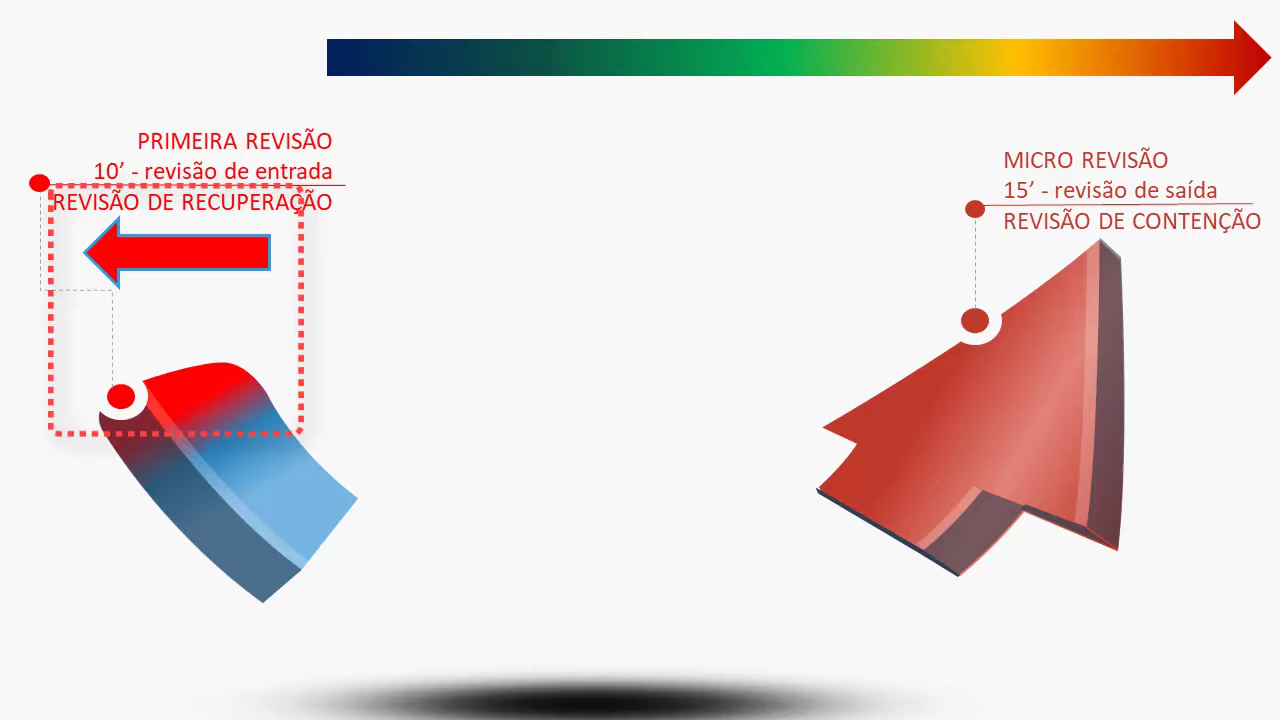 PRIMEIRA REVISÃO
10’ - revisão de entrada
REVISÃO DE RECUPERAÇÃO
MICRO REVISÃO
15’ - revisão de saída
REVISÃO DE CONTENÇÃO